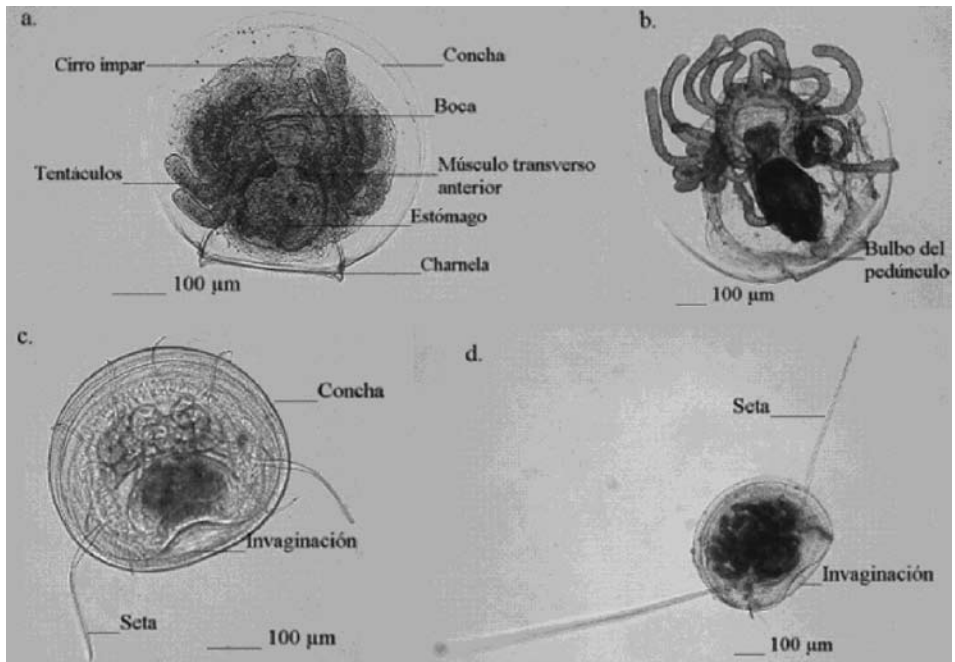 a.
Cirro impar
Concha
Boca
Tentáculos
Músculo transverso
anterior
Estómago
Charnela
100 µm
b.
Bulbo del
pedúnculo
100 µm
c.
Concha
Invaginación
Seta
100 µm
d.
Seta
Invaginación
100 µm